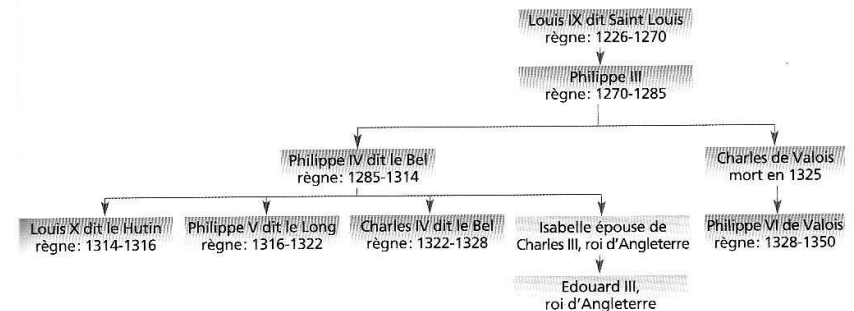 Louis IX dit Saint Louis
règne: 1226-1270
Philippe III
règne: 1270-1285
Philippe IV dit le Bel
règne: 1285-1314
Charles de Valois
mort en 1325
Louis X dit le Hutin
règne: 1314-1316
Philippe V dit le Long
règne: 1316-1322
Charles IV dit le Bel
règne: 1322-1328
Isabelle épouse de
Charles III, roi d'Angleterre
Philippe VI de Valois
règne: 1328-1350
Edouard III,
roi d'Angleterre